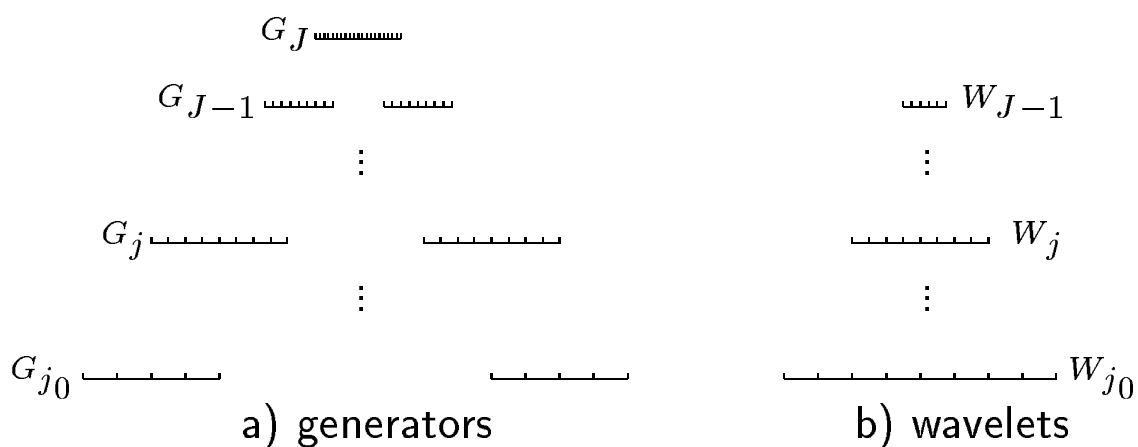 G_J
G_{J−1} W_{J−1}
⋮ ⋮
G_j W_j
⋮ ⋮
G_{j_0} W_{j_0}
a) generators b) wavelets